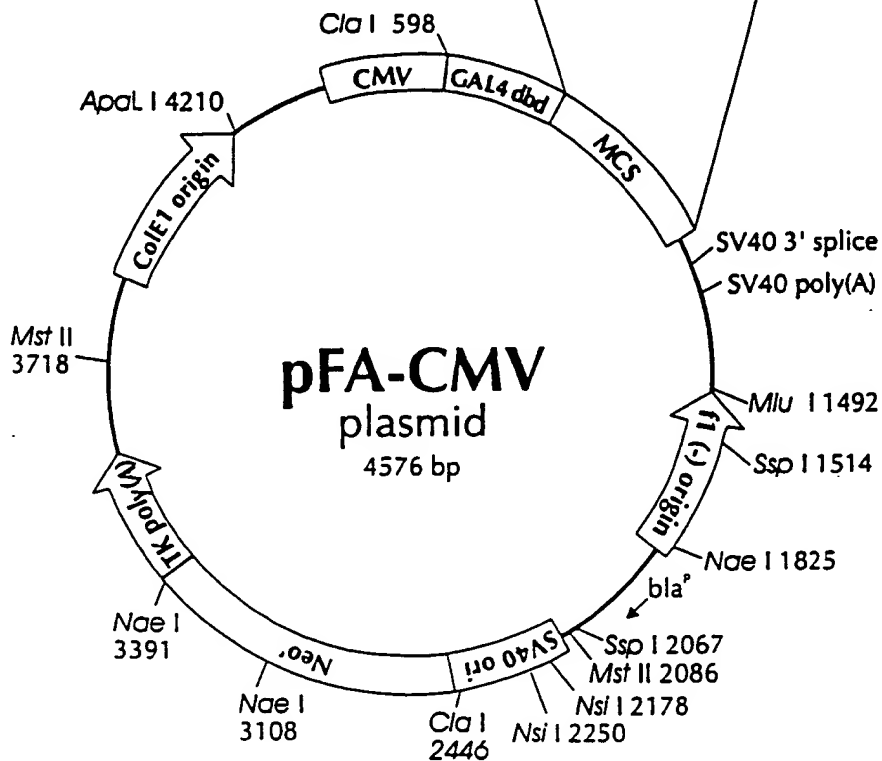 Cla I 598
CMV
GAL4 dbd
MCS
ApaL I 4210
ColE1 origin
SV40 3' splice
SV40 poly(A)
Mst II
3718
pFA-CMV
plasmid
4576 bp
Mlu I 1492
f1 (-) origin
Ssp I 1514
TK poly(A)
Nae I 1825
blaᴾ
Nae I
3391
Neoʳ
SV40 ori
Ssp I 2067
Mst II 2086
Nae I
3108
Cla I
2446
Nsi I 2178
Nsi I 2250